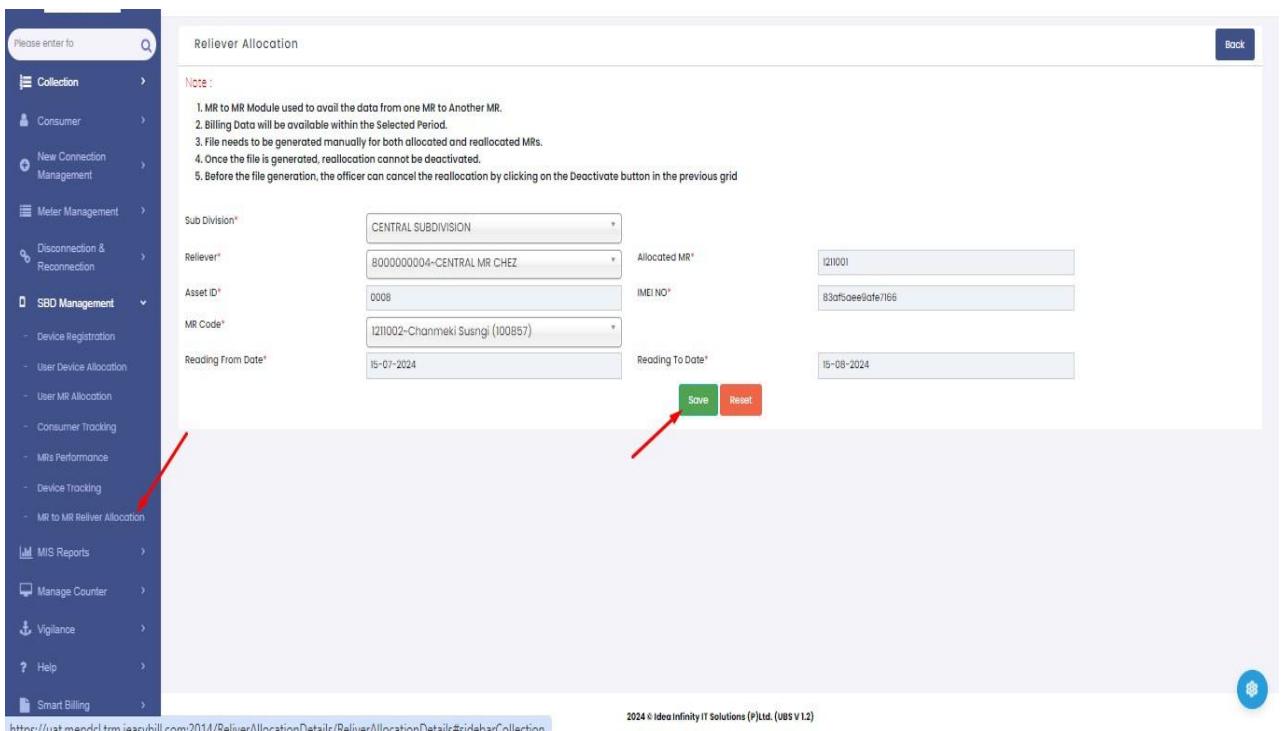 Please enter fo
Collection
Consumer
New Connection
Management
Meter Management
Disconnection &
Reconnection
SBD Management
- Device Registration
- User Device Allocation
- User MR Allocation
- Consumer Tracking
- MRs Performance
- Device Tracking
- MR to MR Reliver Allocation
MIS Reports
Manage Counter
Vigilance
Help
Smart Billing
Reliever Allocation
Back
Note :
1. MR to MR Module used to avail the data from one MR to Another MR.
2. Billing Data will be available within the Selected Period.
3. File needs to be generated manually for both allocated and reallocated MRs.
4. Once the file is generated, reallocation cannot be deactivated.
5. Before the file generation, the officer can cancel the reallocation by clicking on the Deactivate button in the previous grid
Sub Division* CENTRAL SUBDIVISION
Reliever* 8000000004-CENTRAL MR CHEZ Allocated MR* 1211001
Asset ID* 0008 IMEI NO* 83af5aee9afe7166
MR Code* 1211002-Chanmeki Susngi (100857)
Reading From Date* 15-07-2024 Reading To Date* 15-08-2024
Save Reset
2024 © Idea Infinity IT Solutions (P)Ltd. (UBS V 1.2)